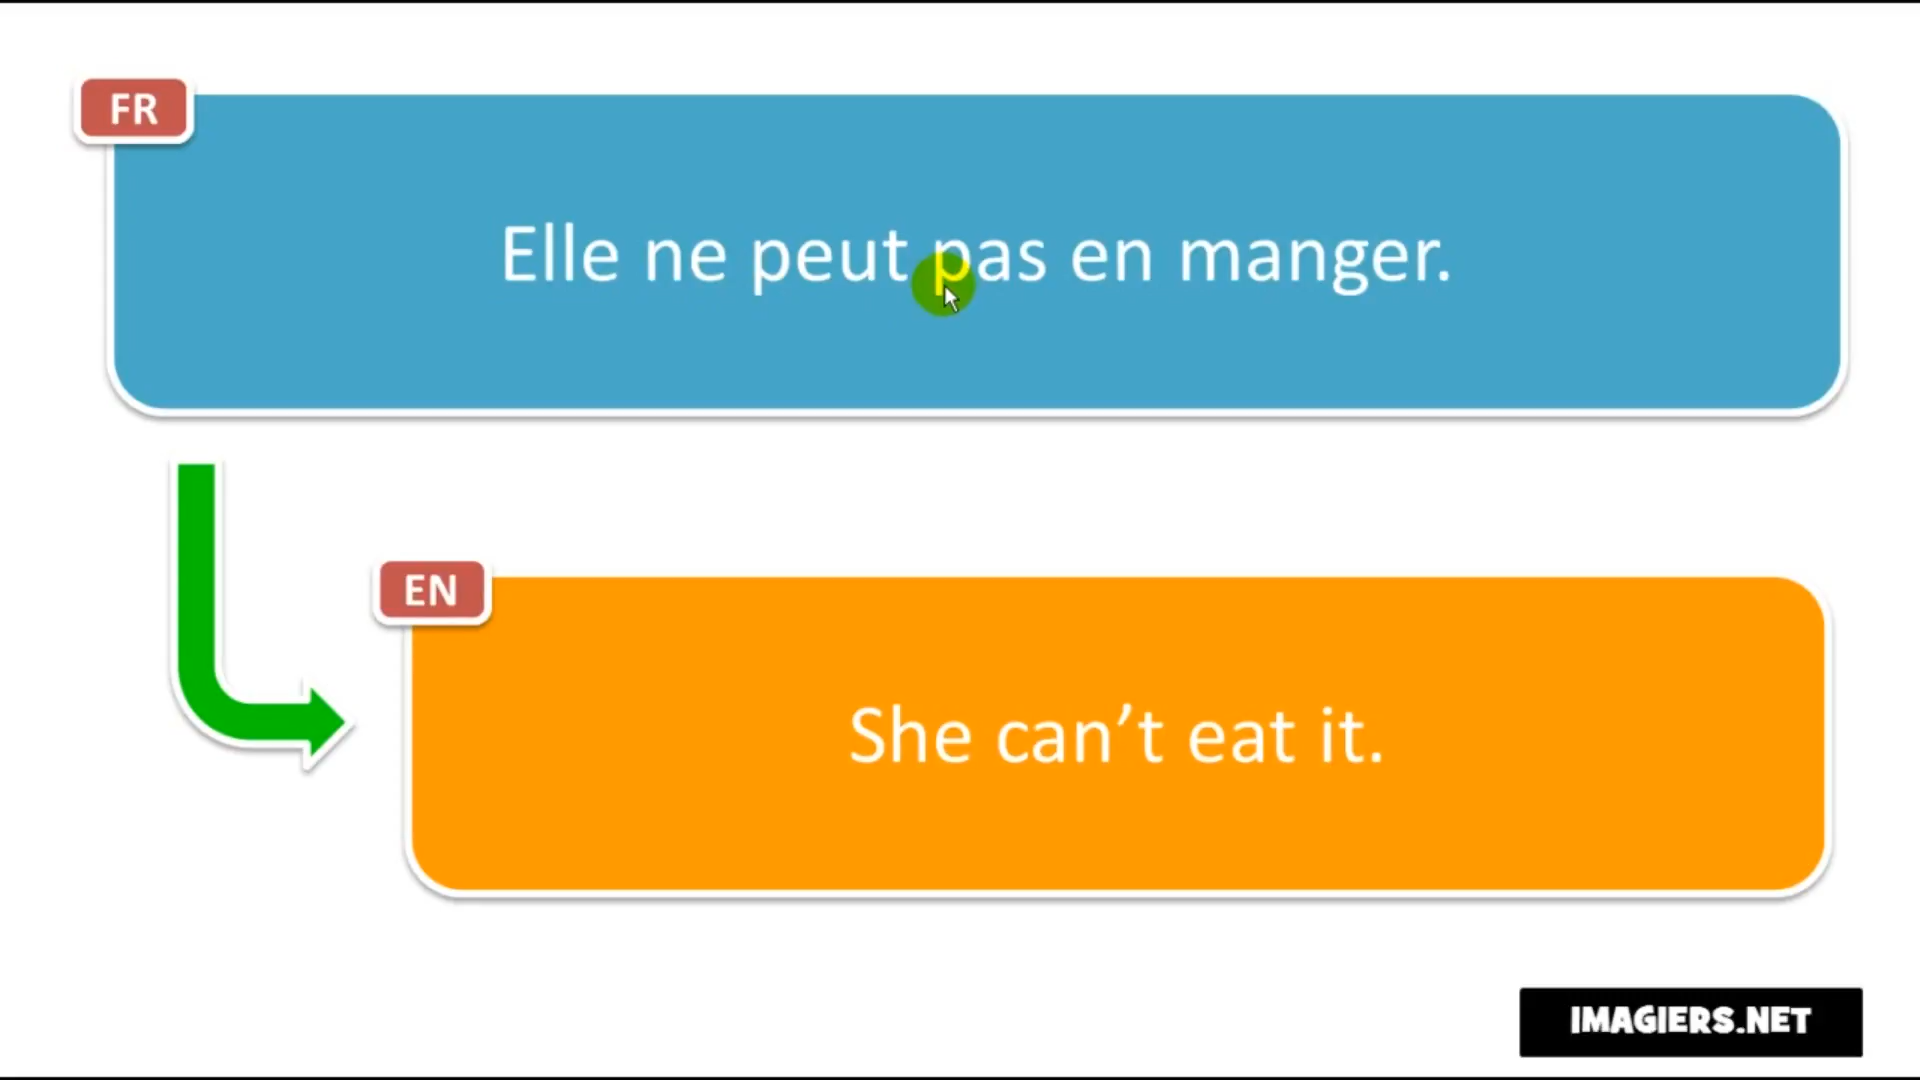 FR
Elle ne peut pas en manger.
EN
She can’t eat it.
IMAGIERS.NET